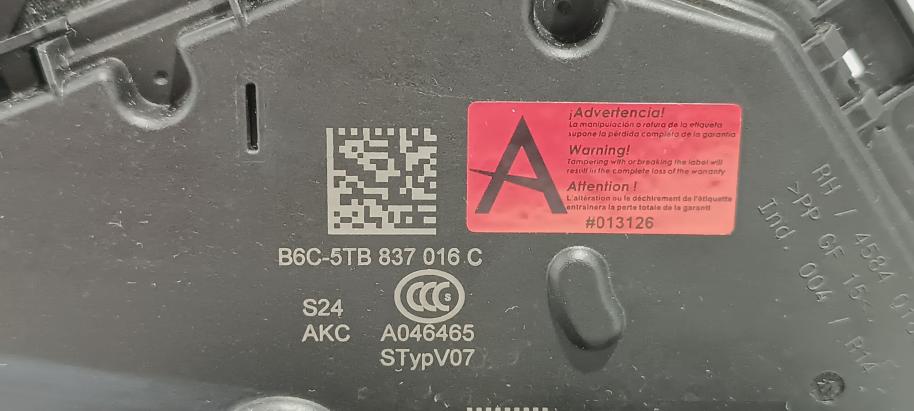 ¡Advertencia!
La manipulación o rotura de la etiqueta
supone la pérdida completa de la garantía
Warning!
Tampering with or breaking the label will
result in the complete loss of the warranty
Attention !
L'altération ou le déchirement de l'étiquette
entraînera la perte totale de la garanti
#013126
B6C-5TB 837 016 C
CCC S
S24
AKC A046465
STypV07
RH / 4584
>PP GF 15<
Ind. 004 / R14